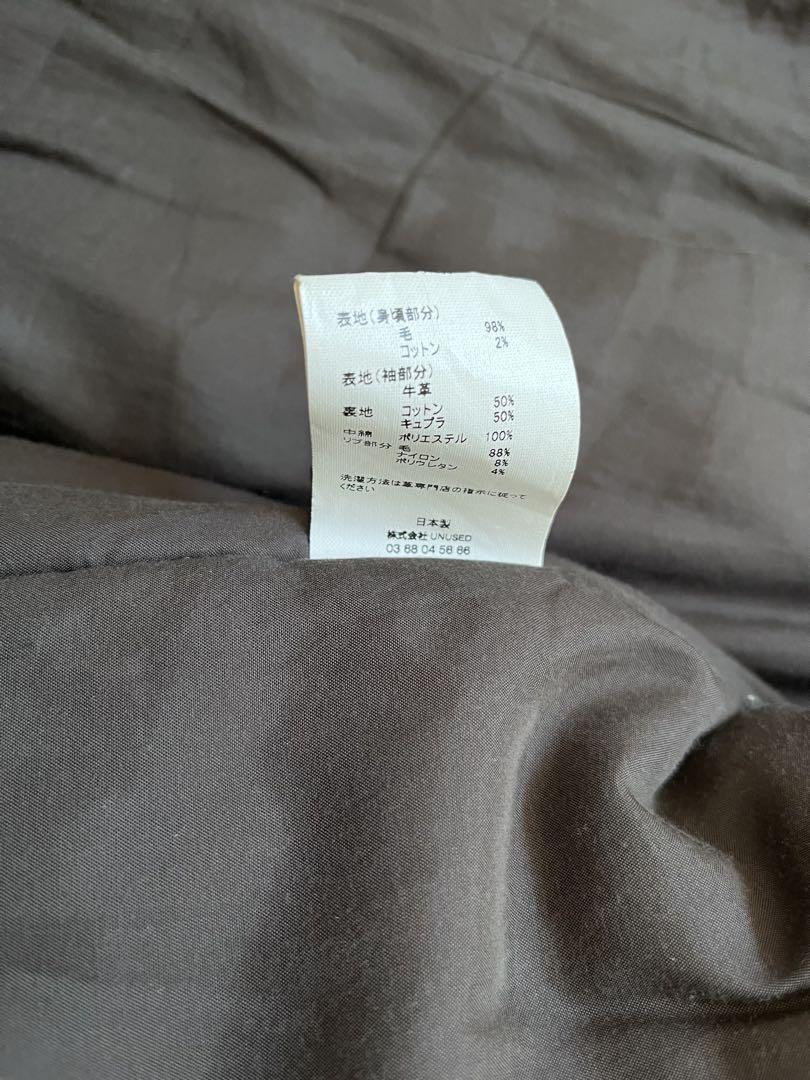 表地(身頃部分)
毛 98%
コットン 2%
表地(袖部分)
牛革
裏地 コットン 50%
キュプラ 50%
中綿 ポリエステル 100%
リブ部分 毛 88%
ナイロン 8%
ポリウレタン 4%
洗濯方法は革専門店の指示に従って
ください
日本製
株式会社 UNUSED
03 68 04 56 86